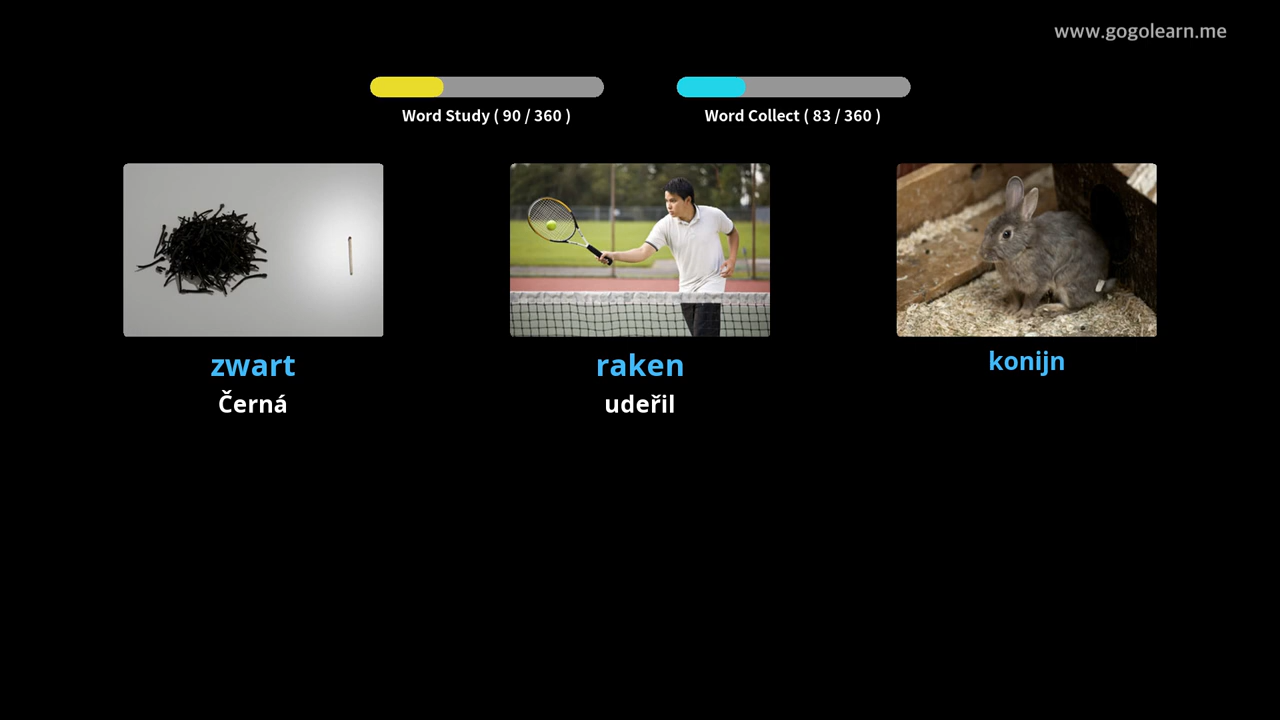 www.gogolearn.me
Word Study ( 90 / 360 )
Word Collect ( 83 / 360 )
zwart
raken
konijn
Černá
udeřil